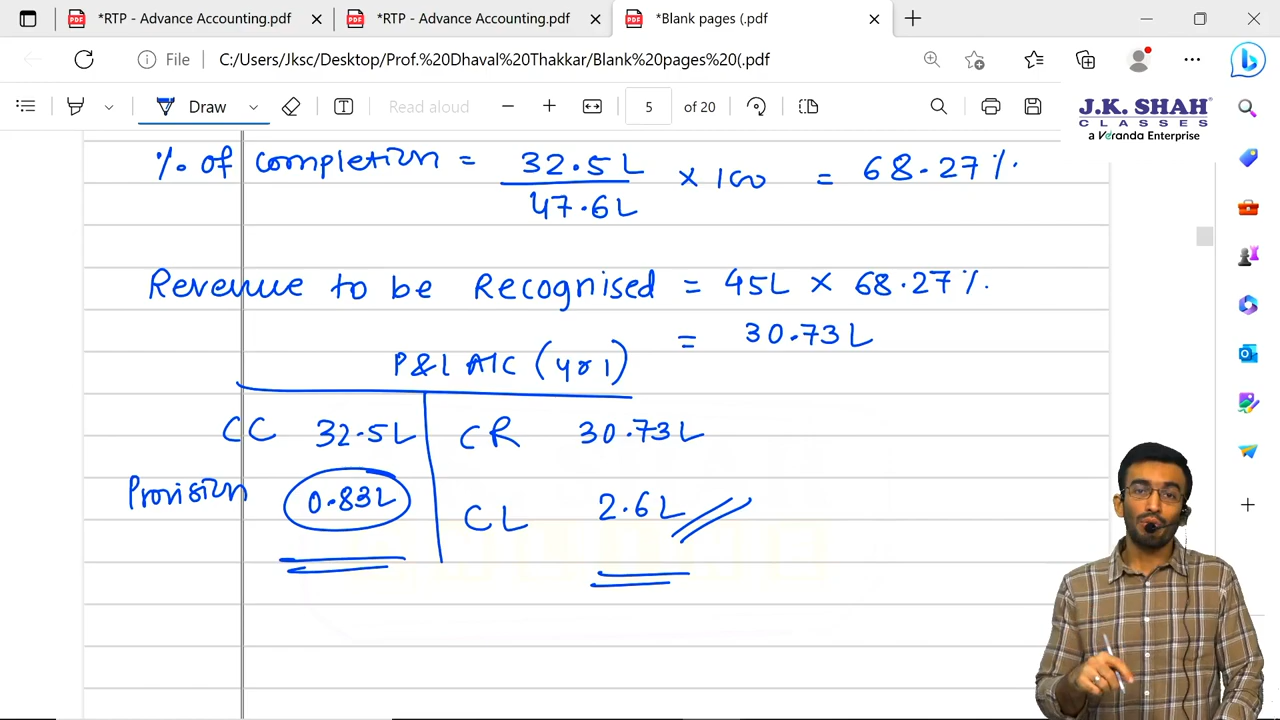 *RTP - Advance Accounting.pdf
*RTP - Advance Accounting.pdf
*Blank pages (.pdf
File C:/Users/Jksc/Desktop/Prof.%20Dhaval%20Thakkar/Blank%20pages%20(.pdf
Draw Read aloud 5 of 20
J.K. SHAH®
CLASSES
a Veranda Enterprise
% of completion = 32.5L / 47.6L × 100 = 68.27%
Revenue to be Recognised = 45L × 68.27%
= 30.73L
P&L A/C (Yr 1)
CC 32.5L CR 30.73L
Provision 0.83L CL 2.6L